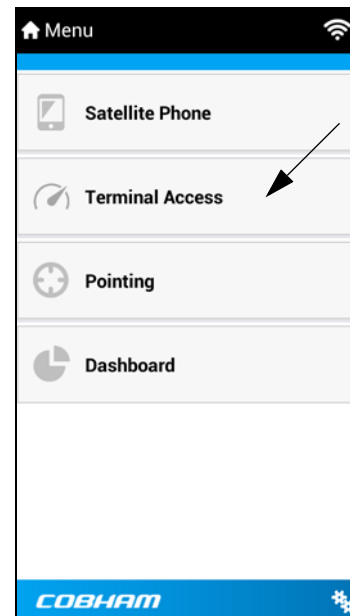 Menu
Satellite Phone
Terminal Access
Pointing
Dashboard
COBHAM